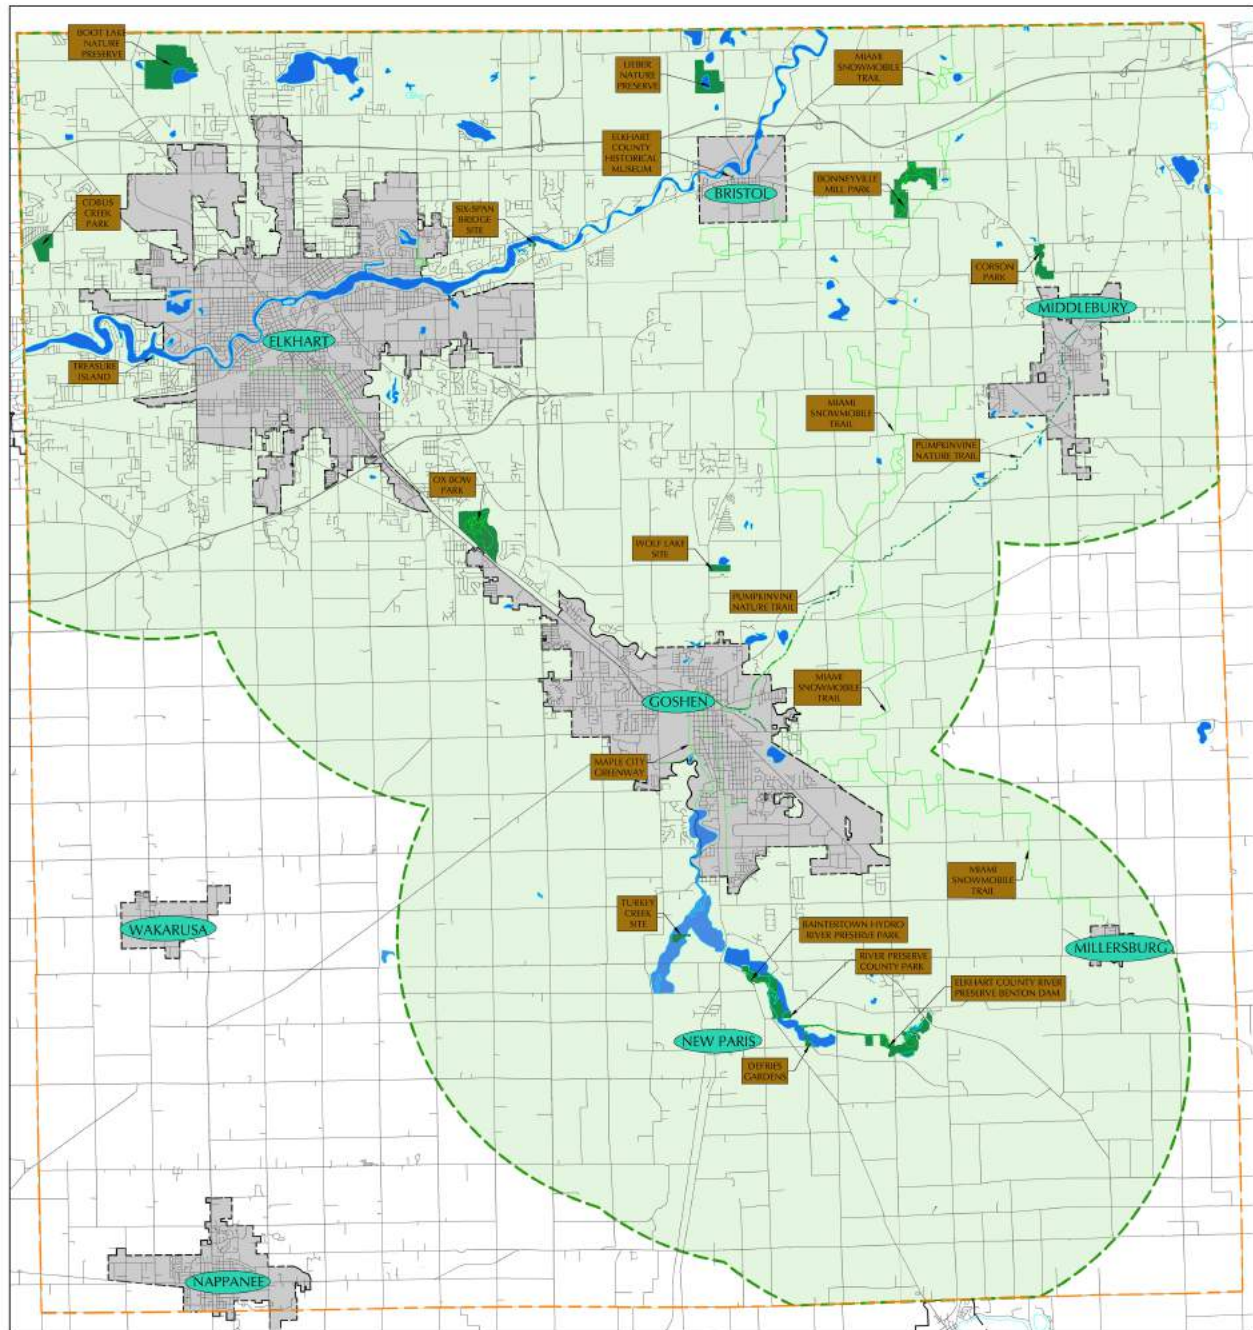 BOOT LAKE
NATURE
PRESERVE
LIEBER
NATURE
PRESERVE
MIAMI
SNOWMOBILE
TRAIL
ELKHART
COUNTY
HISTORICAL
MUSEUM
BRISTOL
BONNEYVILLE
MILL PARK
COBUS
CREEK
PARK
SIX-SPAN
BRIDGE
SITE
CORSON
PARK
MIDDLEBURY
ELKHART
TREASURE
ISLAND
MIAMI
SNOWMOBILE
TRAIL
PUMPKINVINE
NATURE TRAIL
OX BOW
PARK
WOLF LAKE
SITE
PUMPKINVINE
NATURE TRAIL
GOSHEN
MIAMI
SNOWMOBILE
TRAIL
MAPLE CITY
GREENWAY
MIAMI
SNOWMOBILE
TRAIL
WAKARUSA
TURKEY
CREEK
SITE
BAINTERTOWN HYDRO
RIVER PRESERVE PARK
RIVER PRESERVE
COUNTY PARK
MILLERSBURG
ELKHART COUNTY RIVER
PRESERVE BENTON DAM
NEW PARIS
DEFRIES
GARDENS
NAPPANEE